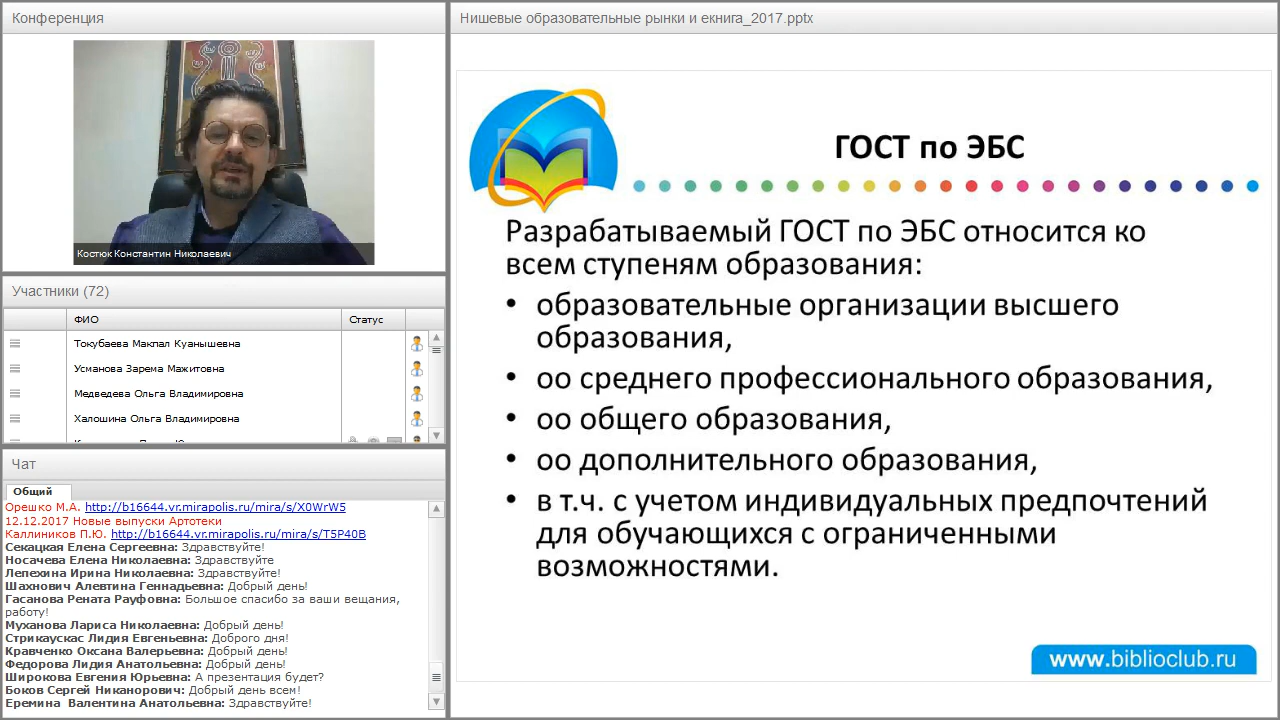 Конференция
Костюк Константин Николаевич
Участники (72)
ФИО
Статус
Токубаева Макпал Куанышевна
Усманова Зарема Мажитовна
Медведева Ольга Владимировна
Халошина Ольга Владимировна
Чат
Общий
Орешко М.А. http://b16644.vr.mirapolis.ru/mira/s/X0WrW5
12.12.2017 Новые выпуски Артотеки
Каллиников П.Ю. http://b16644.vr.mirapolis.ru/mira/s/T5P40B
Секацкая Елена Сергеевна: Здравствуйте!
Носачева Елена Николаевна: Здравствуйте
Лепехина Ирина Николаевна: Здравствуйте!
Шахнович Алевтина Геннадьевна: Добрый день!
Гасанова Рената Рауфовна: Большое спасибо за ваши вещания,
работу!
Муханова Лариса Николаевна: Добрый день!
Стрикаускас Лидия Евгеньевна: Доброго дня!
Кравченко Оксана Валерьевна: Добрый день!
Федорова Лидия Анатольевна: Добрый день!
Широкова Евгения Юрьевна: А презентация будет?
Боков Сергей Никанорович: Добрый день всем!
Еремина Валентина Анатольевна: Здравствуйте!
Нишевые образовательные рынки и екнига_2017.pptx
ГОСТ по ЭБС
Разрабатываемый ГОСТ по ЭБС относится ко
всем ступеням образования:
• образовательные организации высшего
образования,
• оо среднего профессионального образования,
• оо общего образования,
• оо дополнительного образования,
• в т.ч. с учетом индивидуальных предпочтений
для обучающихся с ограниченными
возможностями.
www.biblioclub.ru